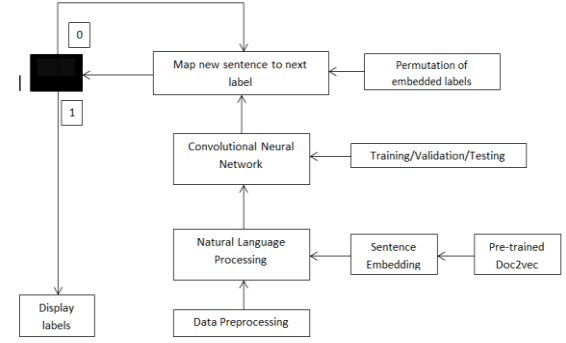 0
Map new sentence to next
label
Permutation of
embedded labels
1
Convolutional Neural
Network
Training/Validation/Testing
Natural Language
Processing
Sentence
Embedding
Pre-trained
Doc2vec
Display
labels
Data Preprocessing